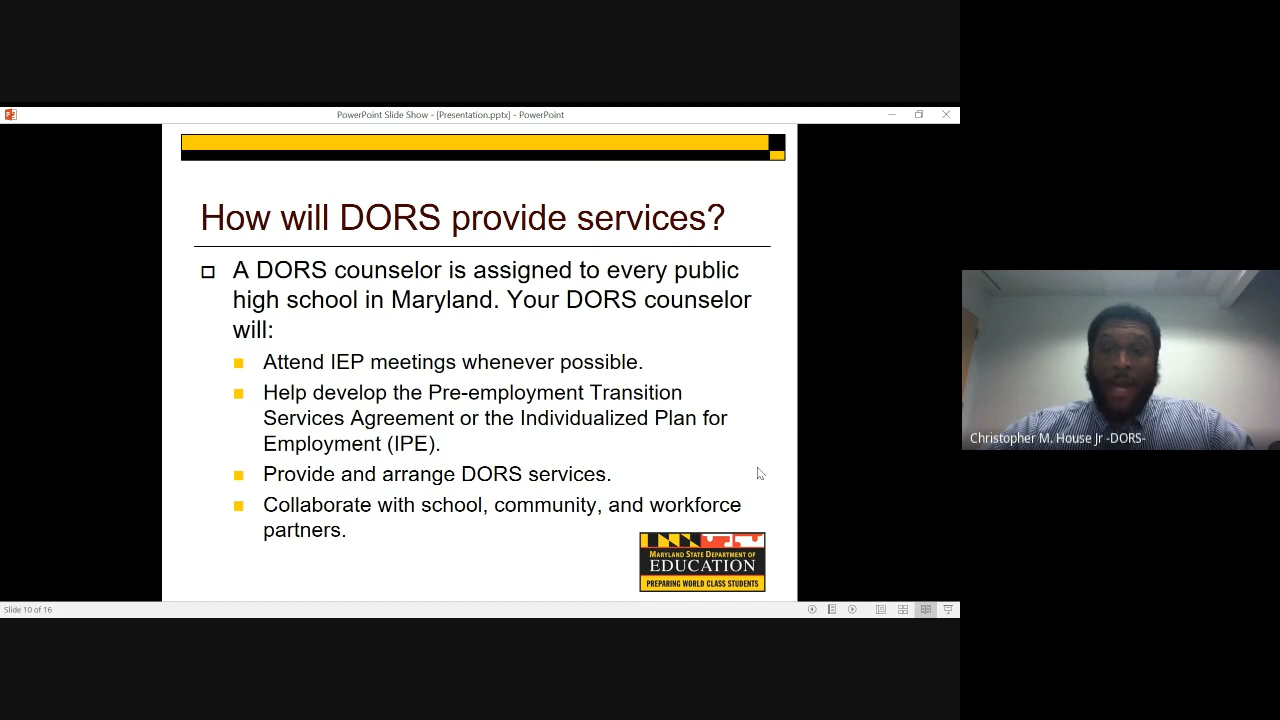 PowerPoint Slide Show - [Presentation.pptx] - PowerPoint
How will DORS provide services?
A DORS counselor is assigned to every public
high school in Maryland. Your DORS counselor
will:
Attend IEP meetings whenever possible.
Help develop the Pre-employment Transition
Services Agreement or the Individualized Plan for
Employment (IPE).
Provide and arrange DORS services.
Collaborate with school, community, and workforce
partners.
MARYLAND STATE DEPARTMENT OF
EDUCATION
PREPARING WORLD CLASS STUDENTS
Slide 10 of 16
Christopher M. House Jr -DORS-